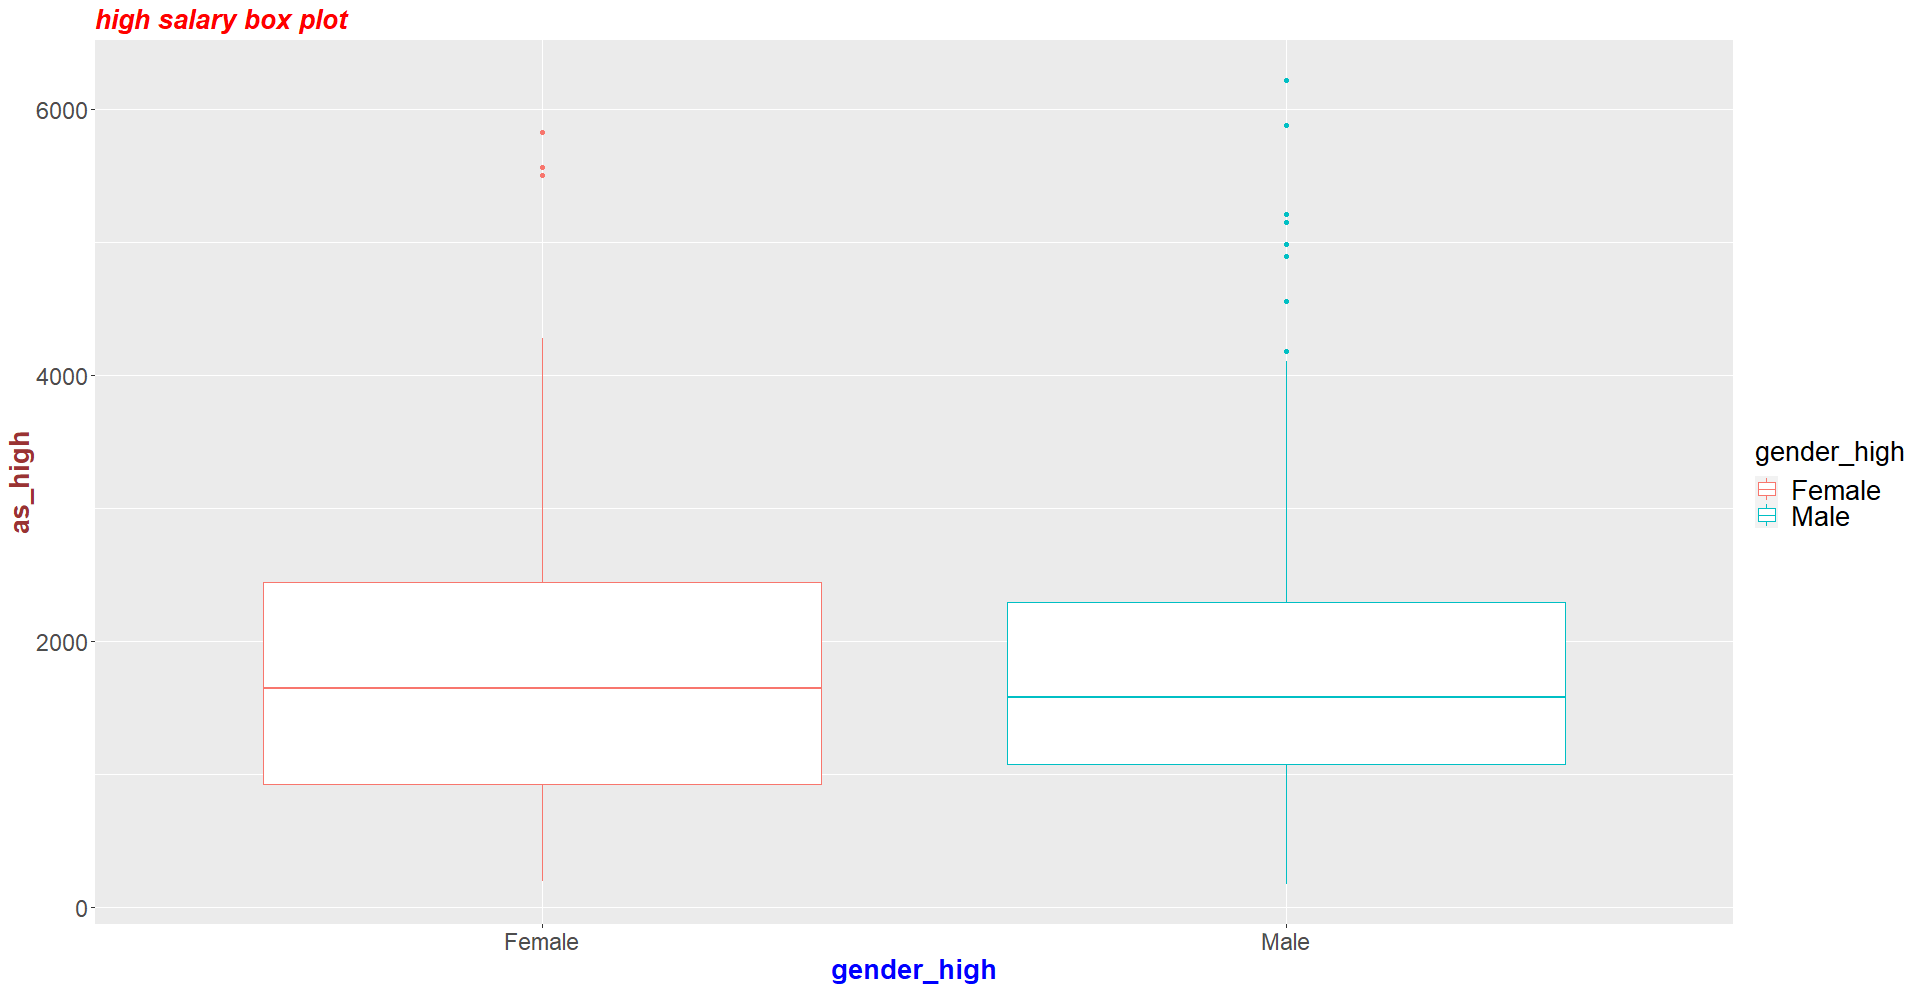 high salary box plot
6000
4000
2000
0
as_high
Female
Male
gender_high
gender_high
Female
Male